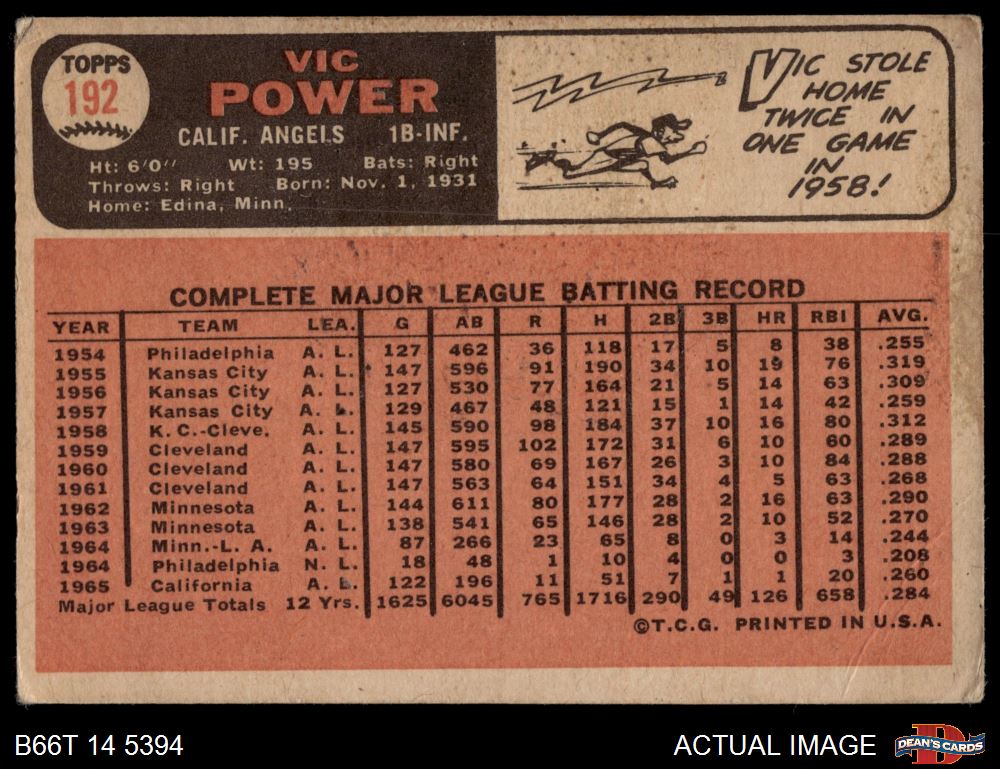 TOPPS
192
VIC
POWER
CALIF. ANGELS 1B-INF.
Ht: 6'0" Wt: 195 Bats: Right
Throws: Right Born: Nov. 1, 1931
Home: Edina, Minn.
VIC STOLE
HOME
TWICE IN
ONE GAME
IN
1958!
COMPLETE MAJOR LEAGUE BATTING RECORD
YEAR TEAM LEA. G AB R H 2B 3B HR RBI AVG.
1954 Philadelphia A. L. 127 462 36 118 17 5 8 38 .255
1955 Kansas City A. L. 147 596 91 190 34 10 19 76 .319
1956 Kansas City A. L. 127 530 77 164 21 5 14 63 .309
1957 Kansas City A. L. 129 467 48 121 15 1 14 42 .259
1958 K. C.-Cleve. A. L. 145 590 98 184 37 10 16 80 .312
1959 Cleveland A. L. 147 595 102 172 31 6 10 60 .289
1960 Cleveland A. L. 147 580 69 167 26 3 10 84 .288
1961 Cleveland A. L. 147 563 64 151 34 4 5 63 .268
1962 Minnesota A. L. 144 611 80 177 28 2 16 63 .290
1963 Minnesota A. L. 138 541 65 146 28 2 10 52 .270
1964 Minn.-L. A. A. L. 87 266 23 65 8 0 3 14 .244
1964 Philadelphia N. L. 18 48 1 10 4 0 0 3 .208
1965 California A. L. 122 196 11 51 7 1 1 20 .260
Major League Totals 12 Yrs. 1625 6045 765 1716 290 49 126 658 .284
©T.C.G. PRINTED IN U.S.A.
B66T 14 5394
ACTUAL IMAGE
D
DEAN'S CARDS